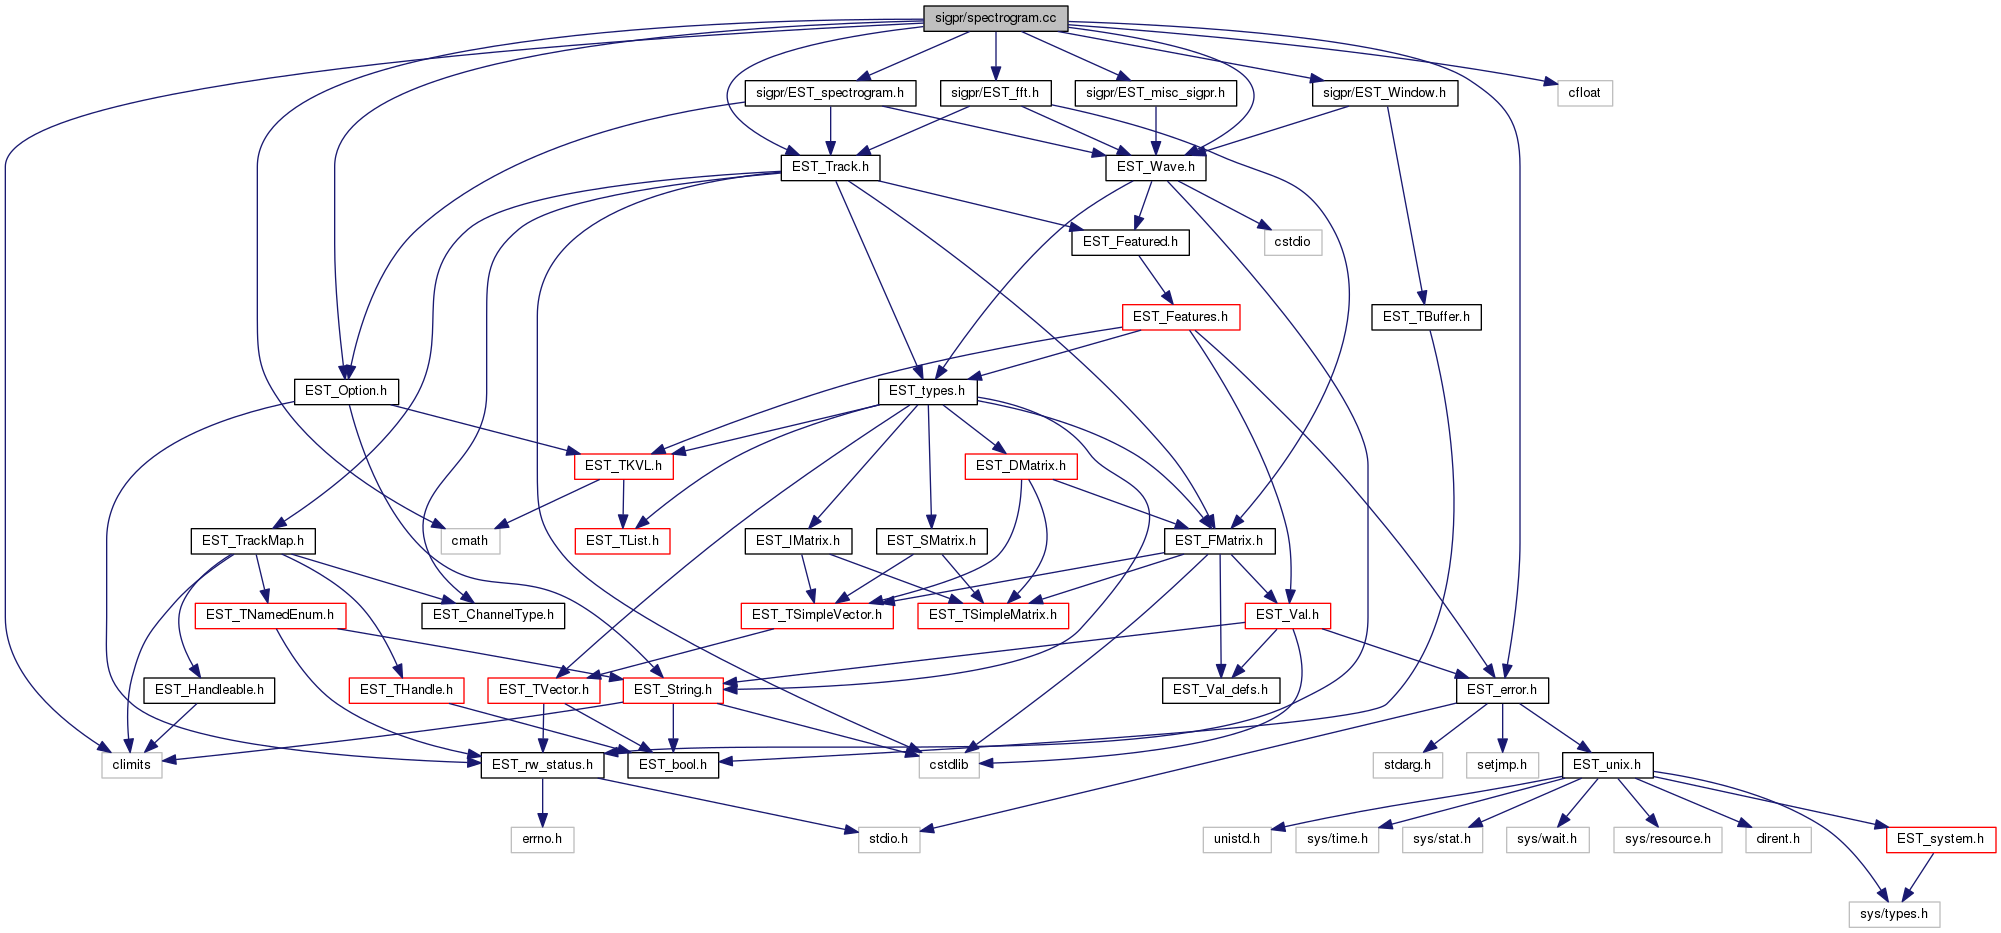 sigpr/spectrogram.cc
sigpr/EST_spectrogram.h
sigpr/EST_fft.h
sigpr/EST_misc_sigpr.h
sigpr/EST_Window.h
cfloat
EST_Track.h
EST_Wave.h
EST_Featured.h
cstdio
EST_Features.h
EST_TBuffer.h
EST_Option.h
EST_types.h
EST_TKVL.h
EST_DMatrix.h
EST_TrackMap.h
cmath
EST_TList.h
EST_IMatrix.h
EST_SMatrix.h
EST_FMatrix.h
EST_TNamedEnum.h
EST_ChannelType.h
EST_TSimpleVector.h
EST_TSimpleMatrix.h
EST_Val.h
EST_Handleable.h
EST_THandle.h
EST_TVector.h
EST_String.h
EST_Val_defs.h
EST_error.h
climits
EST_rw_status.h
EST_bool.h
cstdlib
stdarg.h
setjmp.h
EST_unix.h
errno.h
stdio.h
unistd.h
sys/time.h
sys/stat.h
sys/wait.h
sys/resource.h
dirent.h
EST_system.h
sys/types.h